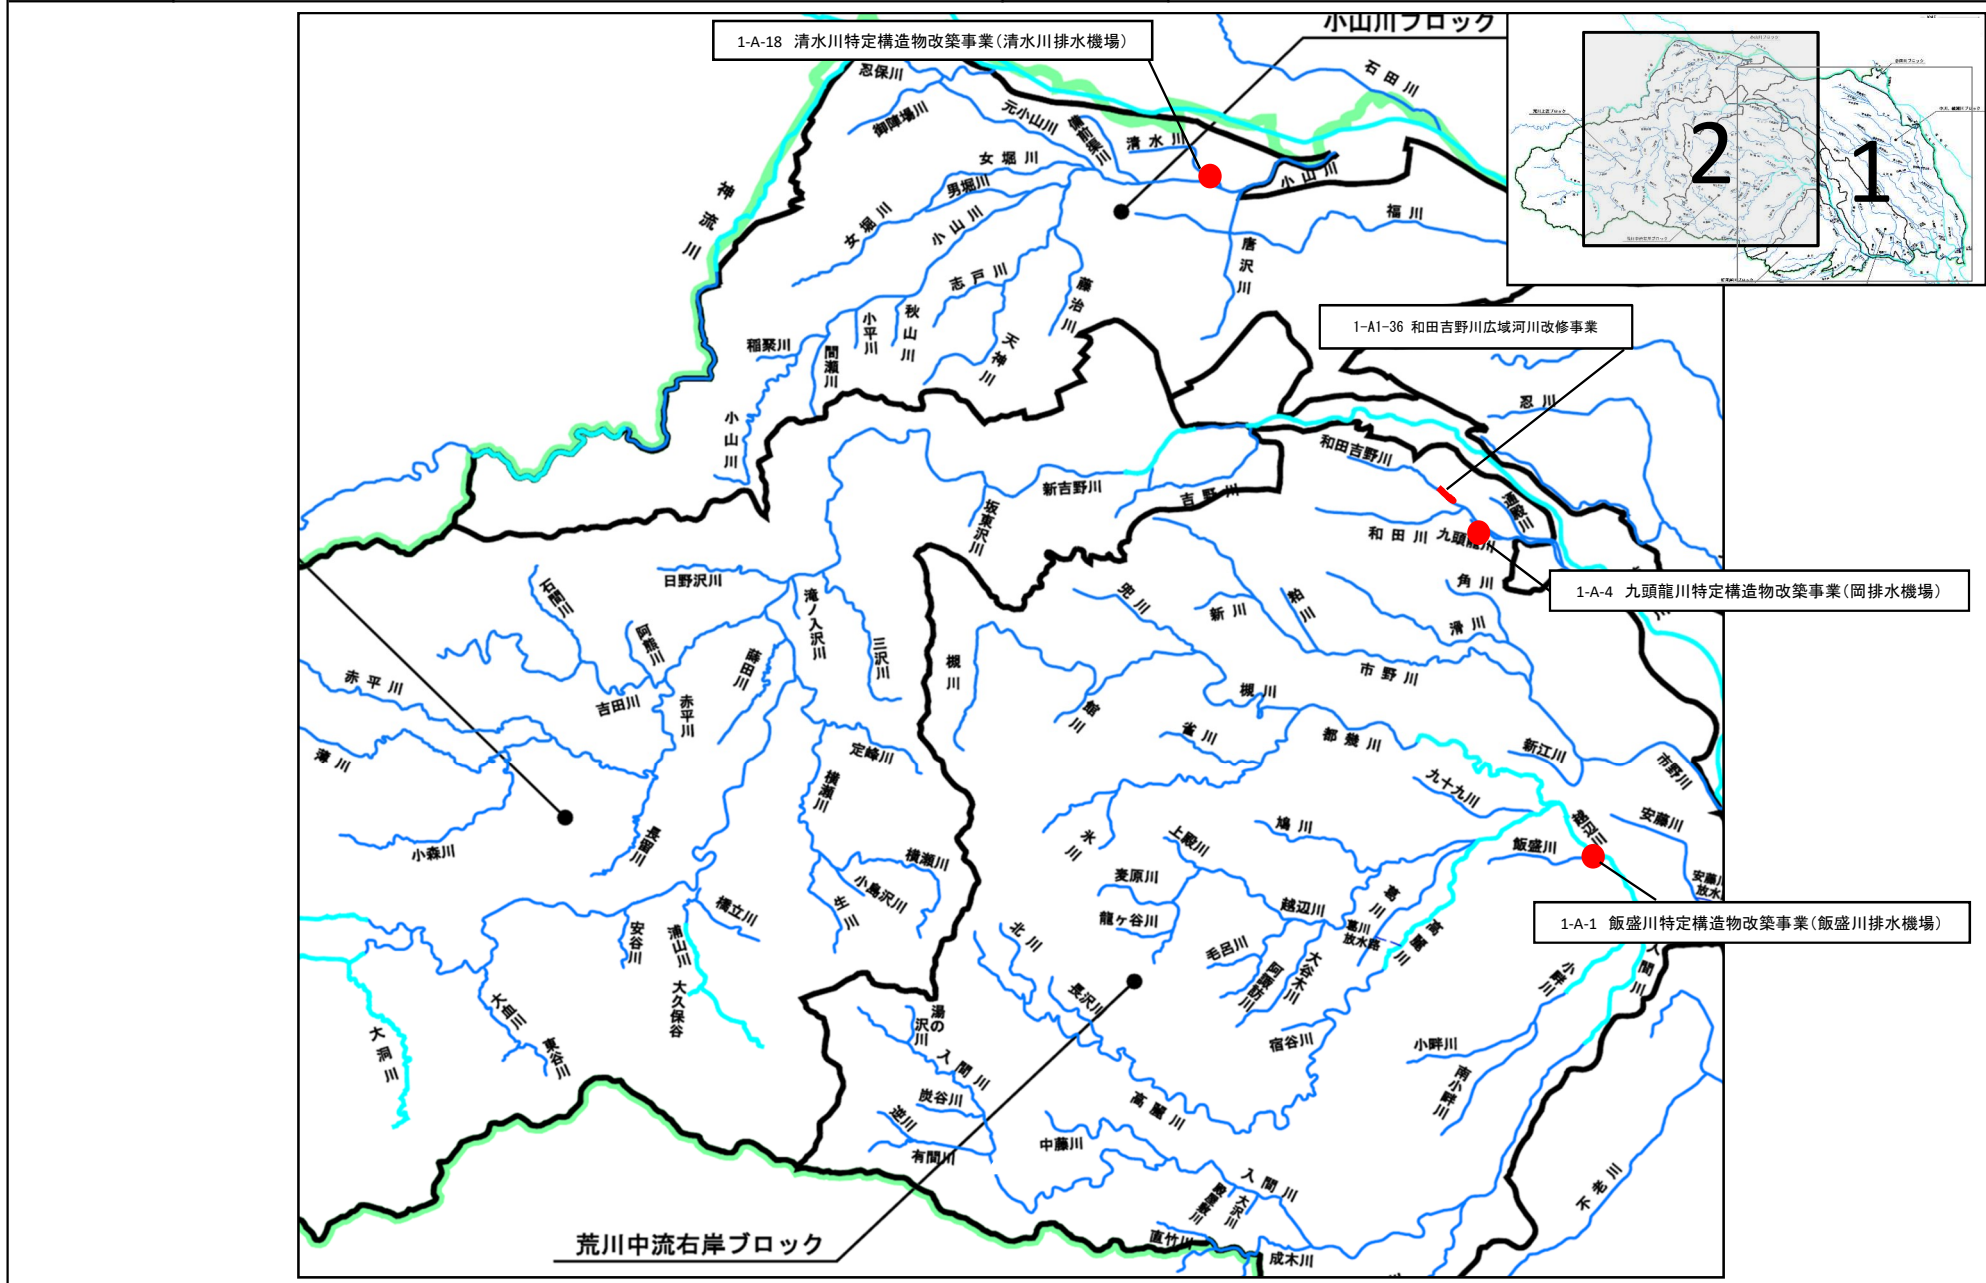 小山川ブロック
1-A-18 清水川特定構造物改築事業(清水川排水機場)
忍保川
石田川
御陣場川
元小山川
備前渠川
清水川
女堀川
小山川
男堀川
神流川
福川
女堀川
小山川
唐沢川
志戸川
藤治川
2
1
1-A1-36 和田吉野川広域河川改修事業
小平川
秋山川
天神川
稲聚川
間瀬川
忍川
小山川
和田吉野川
新吉野川
吉野川
坂東沢川
和田川
九頭龍川
1-A-4 九頭龍川特定構造物改築事業(岡排水機場)
日野沢川
石間川
滝ノ入沢川
兜川
新川
粕川
角川
滑川
阿熊川
蒔田川
三沢川
槻川
市野川
赤平川
吉田川
赤平川
館川
槻川
雀川
都幾川
新江川
市野川
薄川
定峰川
横瀬川
九十九川
越辺川
安藤川
小森川
長留川
氷川
上殿川
鳩川
飯盛川
横瀬川
小島沢川
麦原川
安藤川放水
橋立川
生川
龍ヶ谷川
越辺川
葛川
葛川放水路
高麗川
1-A-1 飯盛川特定構造物改築事業(飯盛川排水機場)
安谷川
浦山川
北川
毛呂川
阿諏訪川
大谷木川
小畔川
入間川
大久保谷
長沢川
大血川
大洞川
東谷川
湯の沢川
入間川
宿谷川
小畔川
南小畔川
炭谷川
逆川
有間川
高麗川
中藤川
入間川
殿屋敷川
大沢川
不老川
荒川中流右岸ブロック
直竹川
成木川